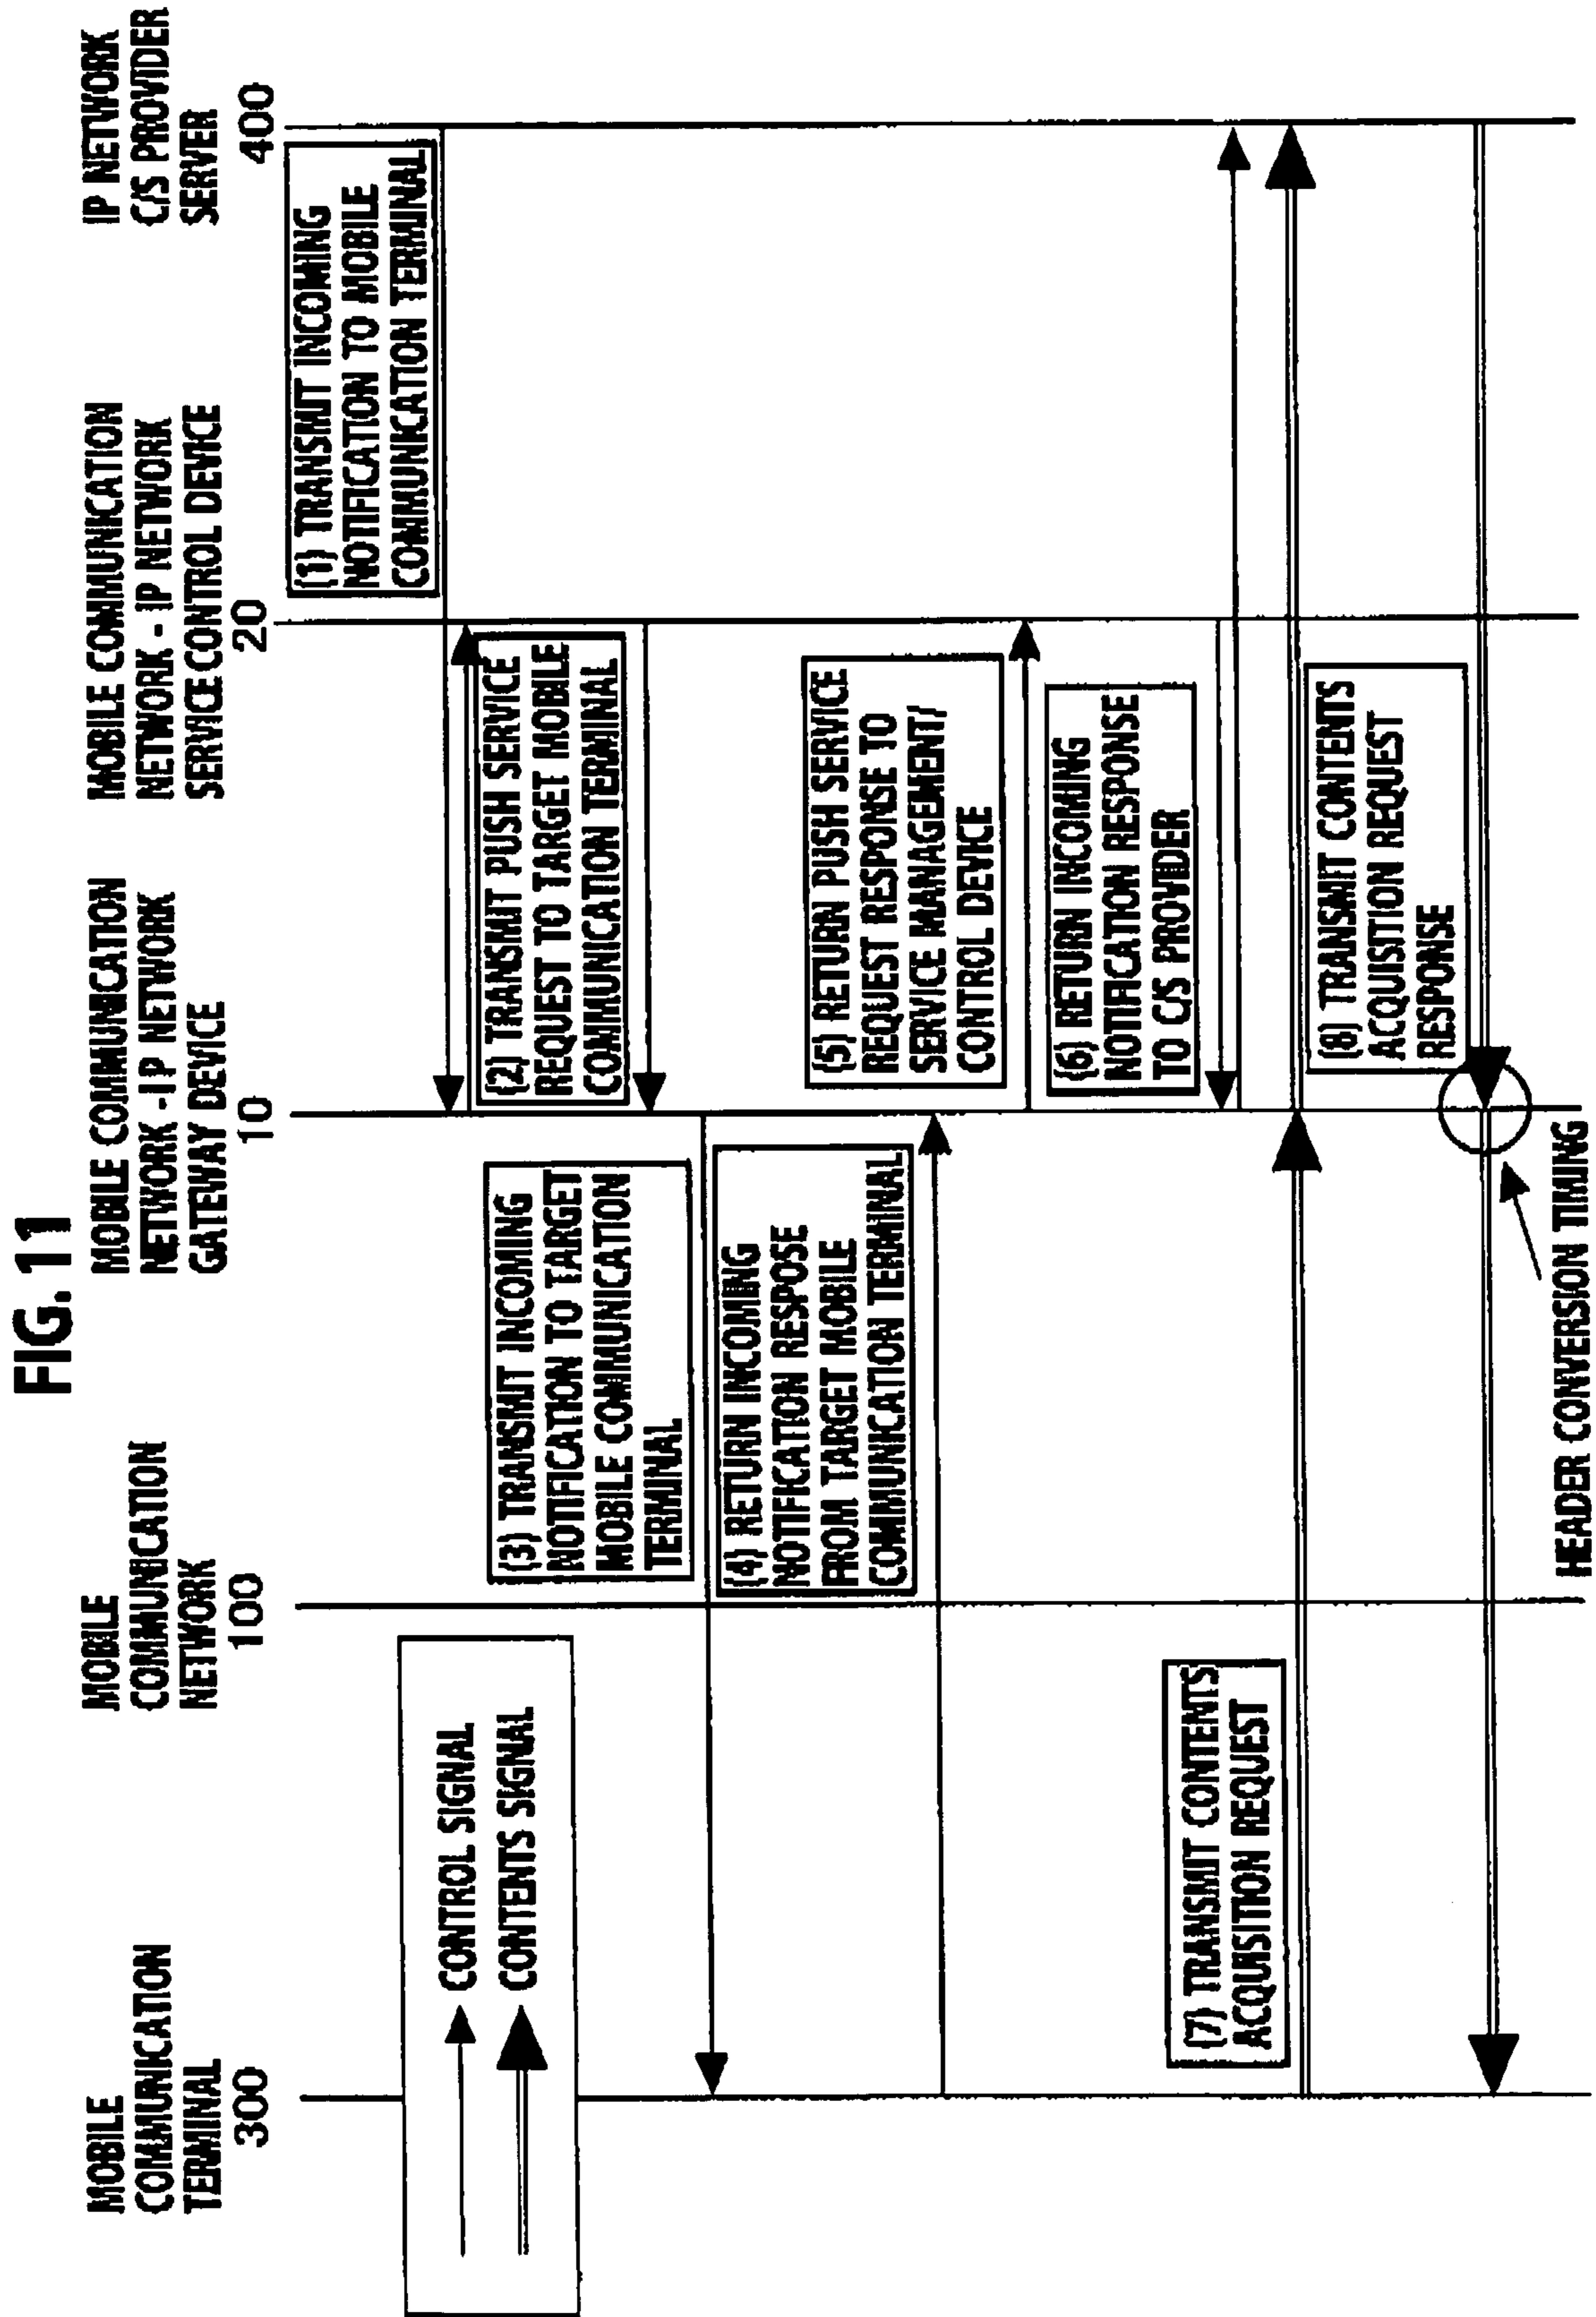 FIG. 11
MOBILE
COMMUNICATION
TERMINAL
300
MOBILE
COMMUNICATION
NETWORK
100
MOBILE COMMUNICATION
NETWORK - IP NETWORK
GATEWAY DEVICE
10
MOBILE COMMUNICATION
NETWORK - IP NETWORK
SERVICE CONTROL DEVICE
20
IP NETWORK
C/S PROVIDER
SERVER
400
CONTROL SIGNAL
CONTENTS SIGNAL
(1) TRANSMIT INCOMING
NOTIFICATION TO MOBILE
COMMUNICATION TERMINAL
(2) TRANSMIT PUSH SERVICE
REQUEST TO TARGET MOBILE
COMMUNICATION TERMINAL
(3) TRANSMIT INCOMING
NOTIFICATION TO TARGET
MOBILE COMMUNICATION
TERMINAL
(4) RETURN INCOMING
NOTIFICATION RESPOSE
FROM TARGET MOBILE
COMMUNICATION TERMINAL
(5) RETURN PUSH SERVICE
REQUEST RESPONSE TO
SERVICE MANAGEMENT/
CONTROL DEVICE
(6) RETURN INCOMING
NOTIFICATION RESPONSE
TO C/S PROVIDER
(7) TRANSMIT CONTENTS
ACQUISITION REQUEST
(8) TRANSMIT CONTENTS
ACQUISITION REQUEST
RESPONSE
HEADER CONVERSION TIMING